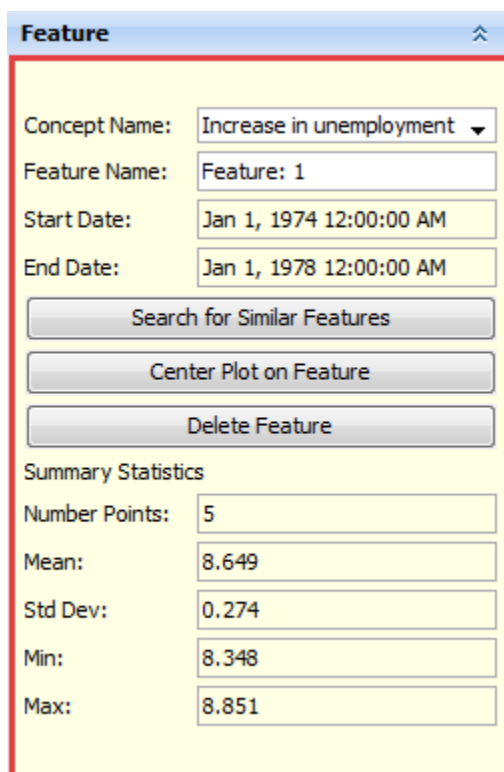 Feature
Concept Name: Increase in unemployment
Feature Name: Feature: 1
Start Date: Jan 1, 1974 12:00:00 AM
End Date: Jan 1, 1978 12:00:00 AM
Search for Similar Features
Center Plot on Feature
Delete Feature
Summary Statistics
Number Points: 5
Mean: 8.649
Std Dev: 0.274
Min: 8.348
Max: 8.851